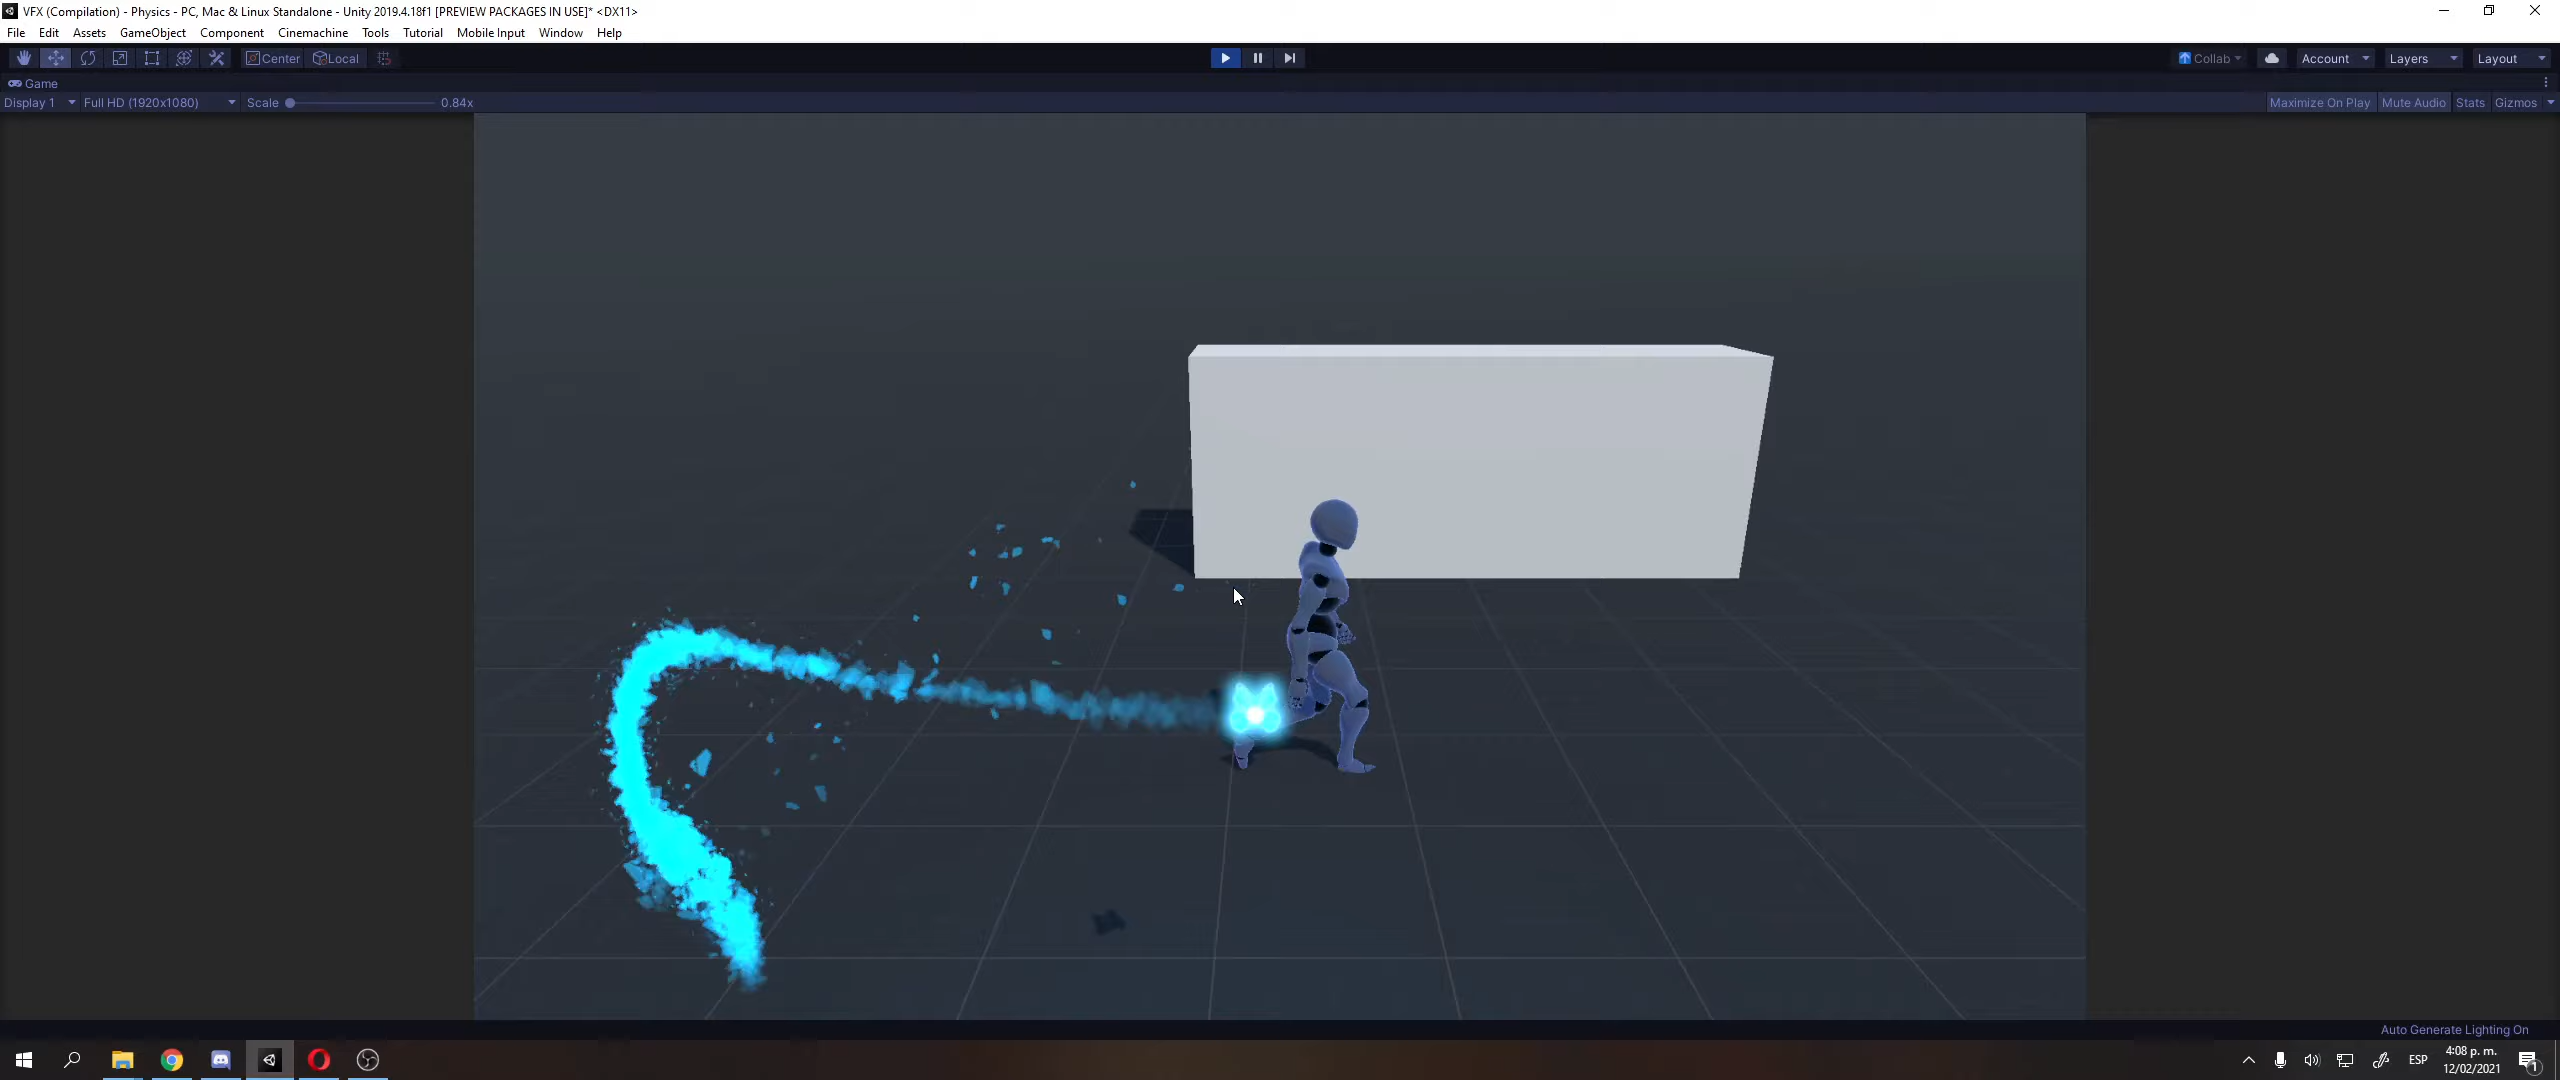 VFX (Compilation) - Physics - PC, Mac & Linux Standalone - Unity 2019.4.18f1 [PREVIEW PACKAGES IN USE]* <DX11>
File Edit Assets GameObject Component Cinemachine Tools Tutorial Mobile Input Window Help
Center Local Collab Account Layers Layout
Game
Display 1 Full HD (1920x1080) Scale 0.84x Maximize On Play Mute Audio Stats Gizmos
Auto Generate Lighting On
ESP 4:08 p. m.
12/02/2021 1